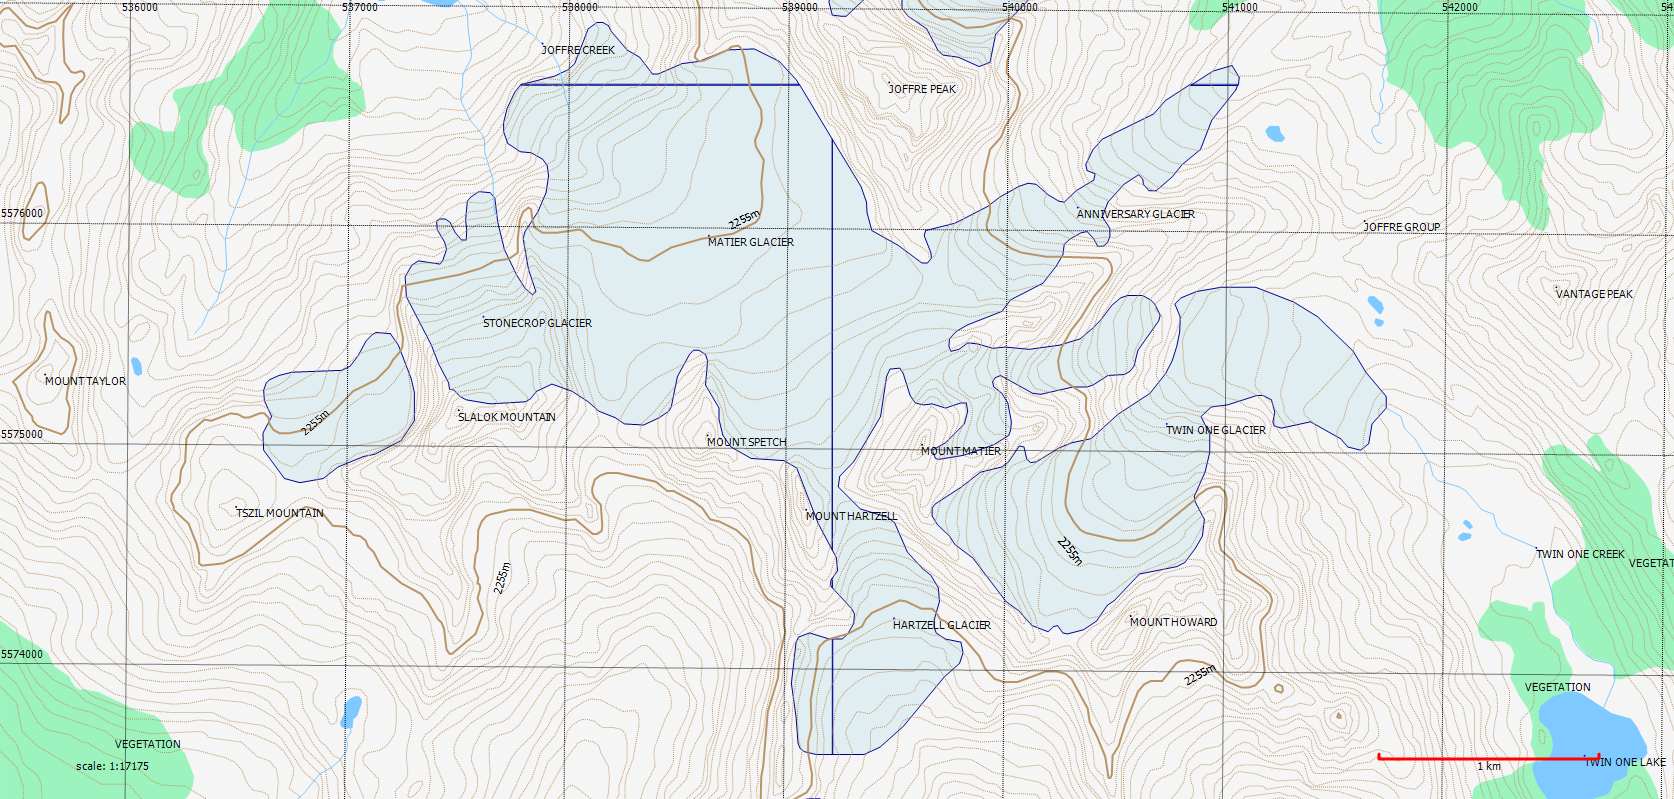 536000
537000
538000
539000
540000
541000
542000
54
JOFFRE CREEK
JOFFRE PEAK
5576000
2255m
ANNIVERSARY GLACIER
JOFFRE GROUP
MATIER GLACIER
VANTAGE PEAK
STONECROP GLACIER
MOUNT TAYLOR
2255m
SLALOK MOUNTAIN
5575000
MOUNT SPETCH
TWIN ONE GLACIER
MOUNT MATIER
TSZIL MOUNTAIN
MOUNT HARTZELL
2255m
2255m
TWIN ONE CREEK
VEGETAT
HARTZELL GLACIER
MOUNT HOWARD
5574000
2255m
VEGETATION
VEGETATION
scale: 1:17175
1 km
TWIN ONE LAKE